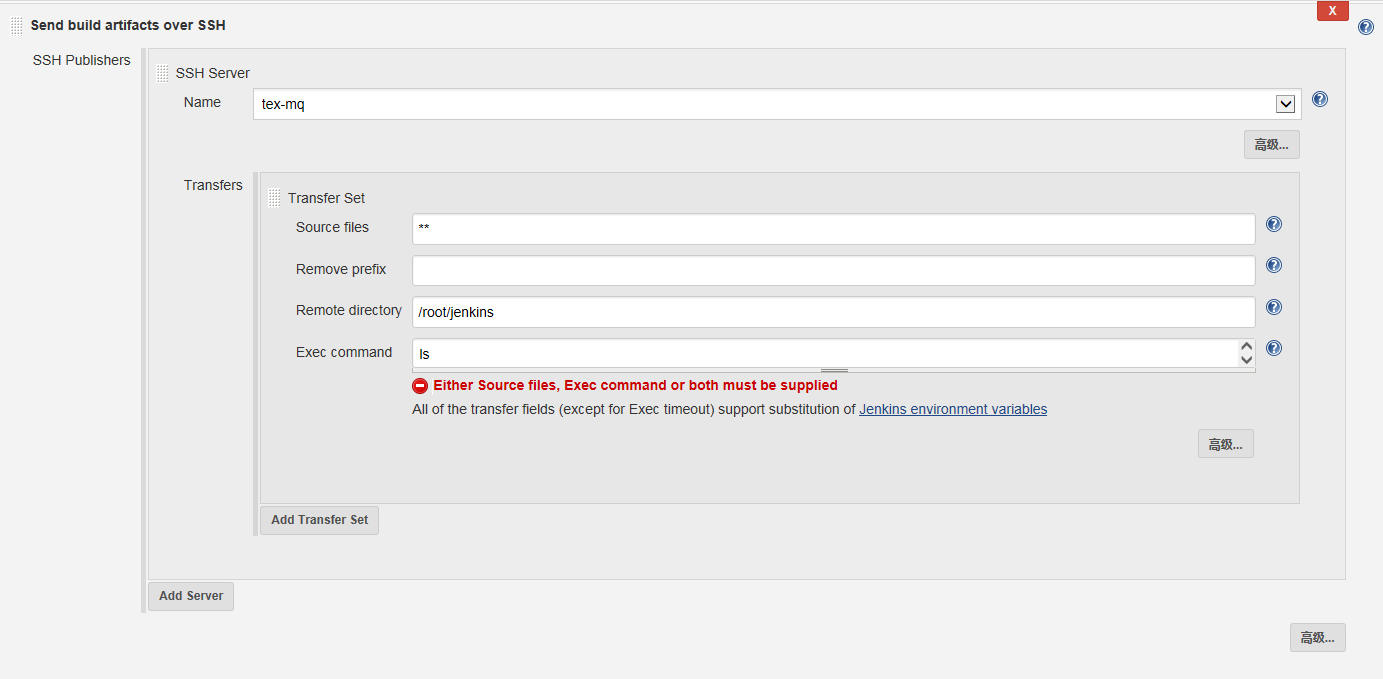 X
Send build artifacts over SSH
SSH Publishers
SSH Server
Name
tex-mq
高级...
Transfers
Transfer Set
Source files
**
Remove prefix
Remote directory
/root/jenkins
Exec command
ls
Either Source files, Exec command or both must be supplied
All of the transfer fields (except for Exec timeout) support substitution of Jenkins environment variables
高级...
Add Transfer Set
Add Server
高级...